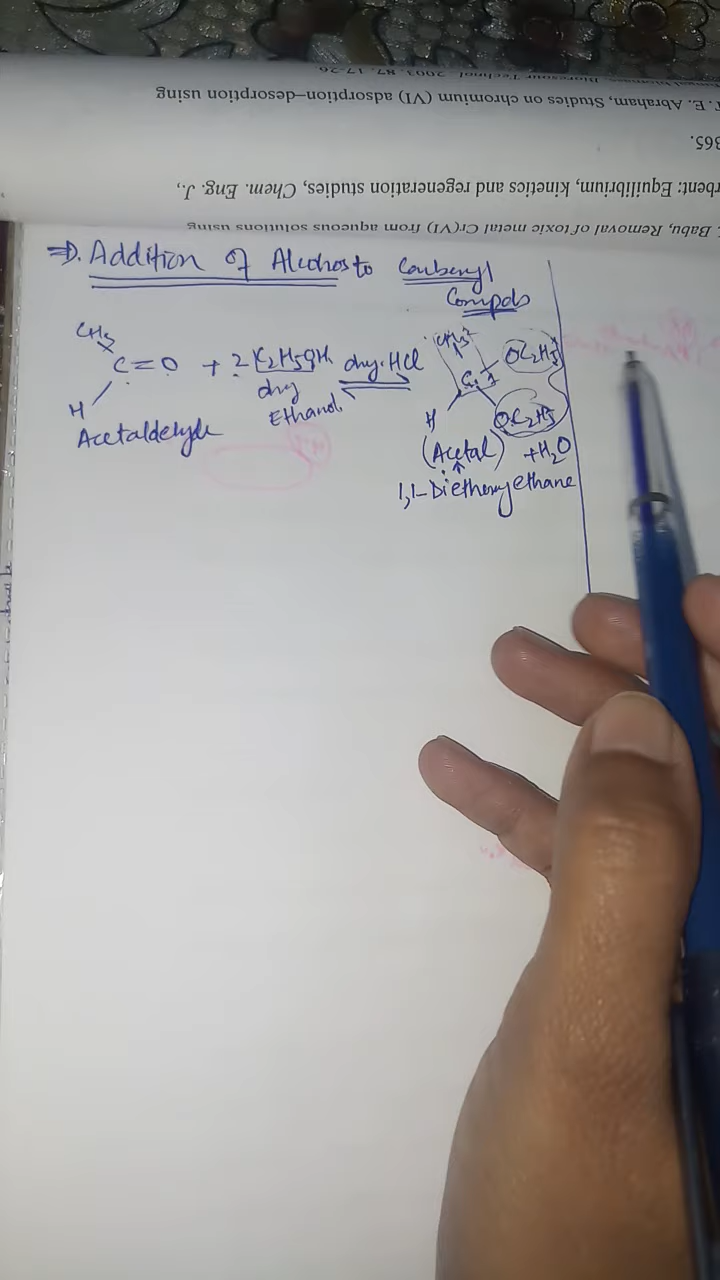 T. E. Abraham, Studies on chromium (VI) adsorption–desorption using
365.
rbent: Equilibrium, kinetics and regeneration studies, Chem. Eng. J.,
Babu, Removal of toxic metal Cr(VI) from aqueous solutions using
⇒. Addition of Alcohos to Carbonyl
Compds
CH3
C=O + 2 C2H5OH dry HCl ⇌ CH3 C OC2H5
H
dry
Ethanol
H OC2H5
Acetaldehyde
(Acetal) +H2O
1,1-Diethoxyethane